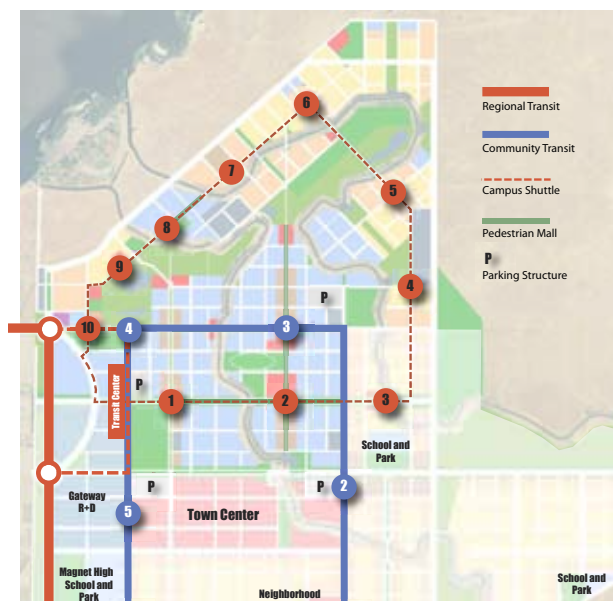 6
Regional Transit
Community Transit
7
Campus Shuttle
5
8
Pedestrian Mall
P
Parking Structure
9
4
P
10
4
3
Transit Center
P
1
2
3
School and
Park
P
P
2
Gateway
R+D
5
Town Center
Magnet High
School and
Park
Neighborhood
School and
Park